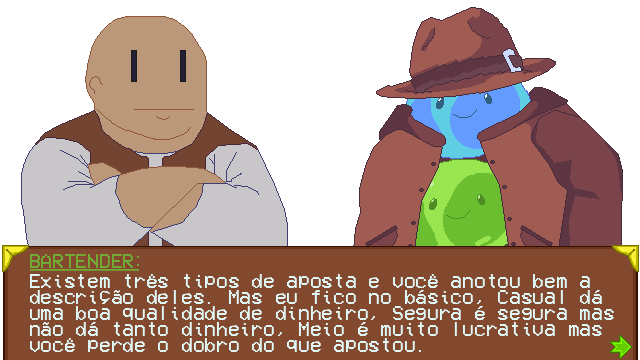 BARTENDER:
Existem três tipos de aposta e você anotou bem a
descrição deles. Mas eu fico no básico, Casual dá
uma boa qualidade de dinheiro, Segura é segura mas
não dá tanto dinheiro, Meio é muito lucrativa mas
você perde o dobro do que apostou.